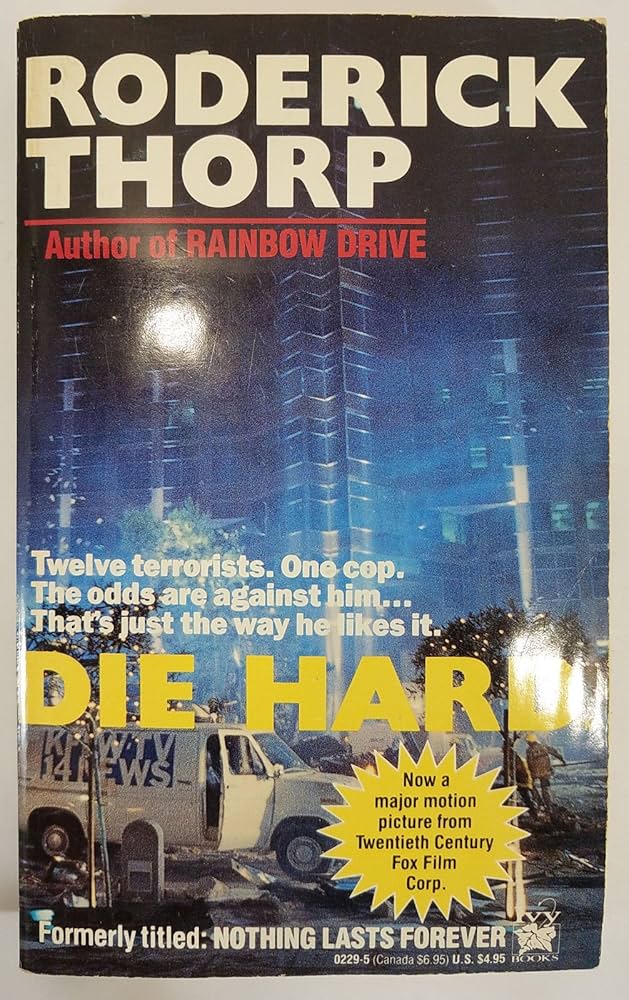 RODERICK
THORP
Author of RAINBOW DRIVE
Twelve terrorists. One cop.
The odds are against him...
That's just the way he likes it.
DIE HARD
14 NEWS
Now a
major motion
picture from
Twentieth Century
Fox Film
Corp.
Formerly titled: NOTHING LASTS FOREVER
0229-5 (Canada $6.95) U.S. $4.95
BOOKS